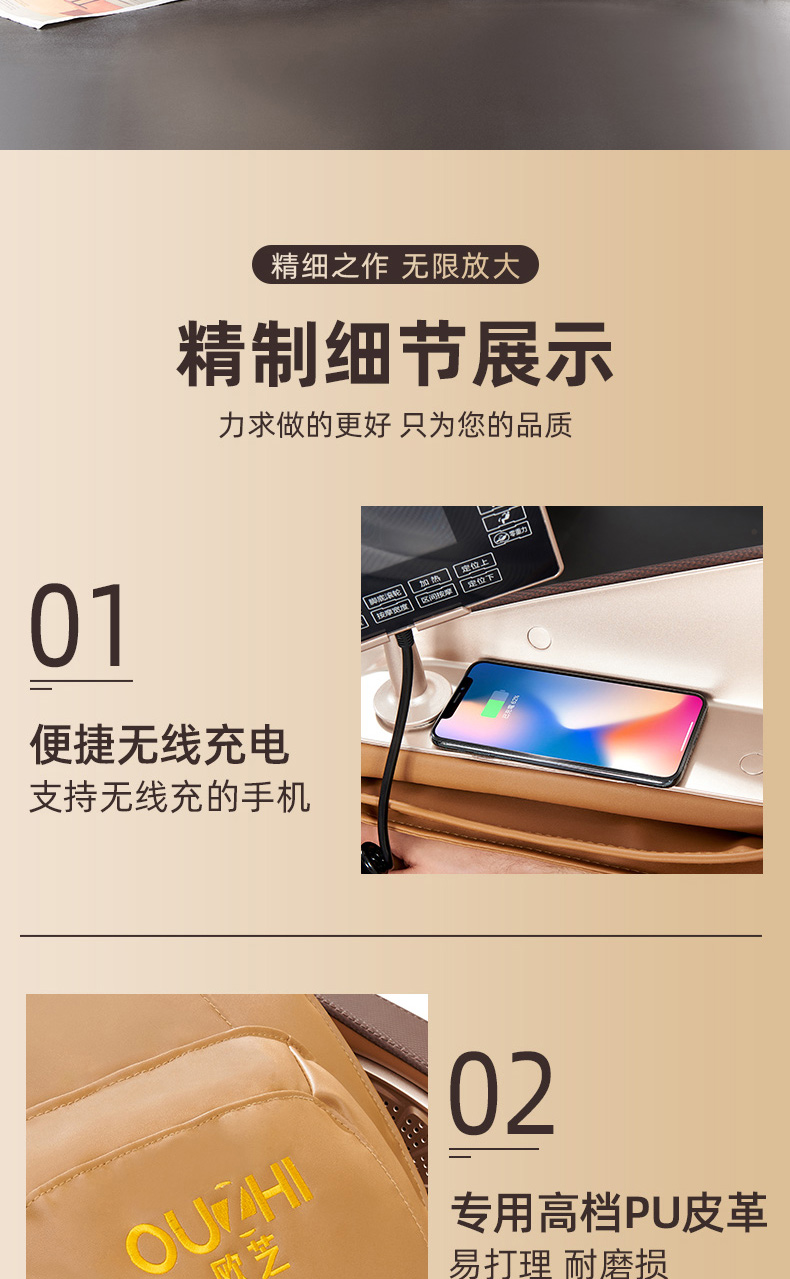 精细之作 无限放大
精制细节展示
力求做的更好 只为您的品质
零重力
脚底滚轮 加热 定位上
按摩宽度 区间按摩 定位下
01
便捷无线充电
支持无线充的手机
02
专用高档PU皮革
易打理 耐磨损
OUZHI
欧芝